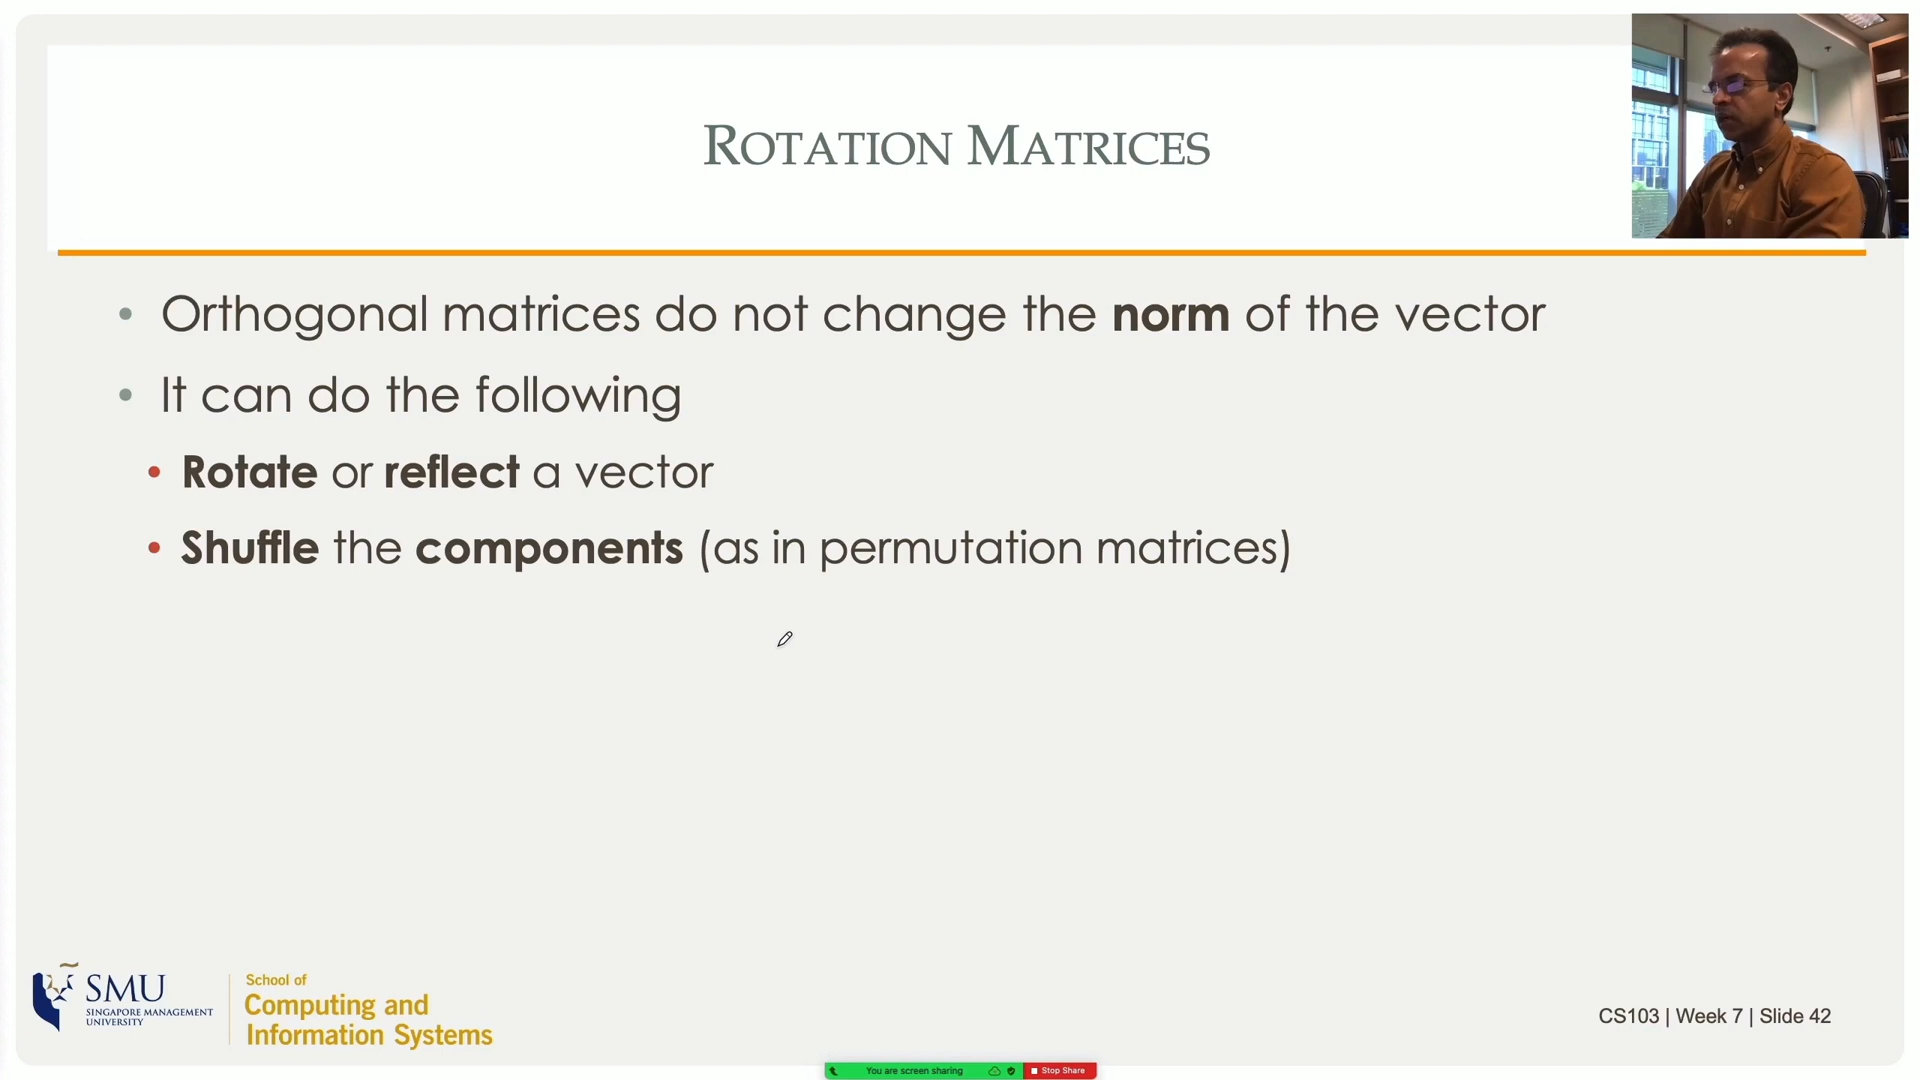 ROTATION MATRICES
• Orthogonal matrices do not change the norm of the vector
• It can do the following
• Rotate or reflect a vector
• Shuffle the components (as in permutation matrices)
SMU
SINGAPORE MANAGEMENT
UNIVERSITY
School of
Computing and
Information Systems
CS103 | Week 7 | Slide 42
You are screen sharing
Stop Share